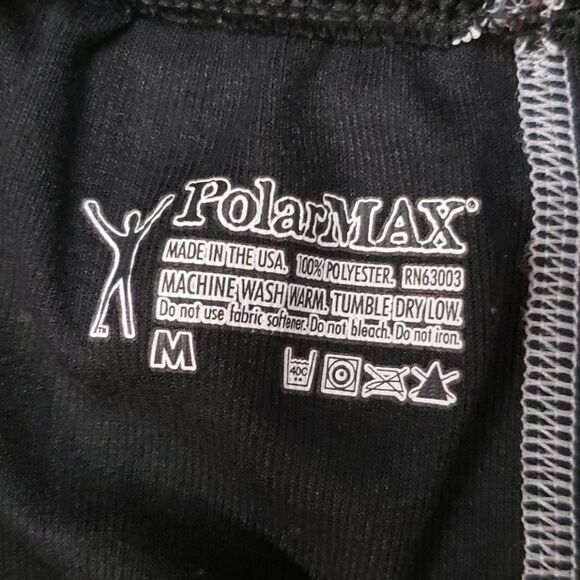 PolarMAX®
MADE IN THE USA. 100% POLYESTER. RN63003
MACHINE WASH WARM. TUMBLE DRY LOW.
Do not use fabric softener. Do not bleach. Do not iron.
TM
M
40C